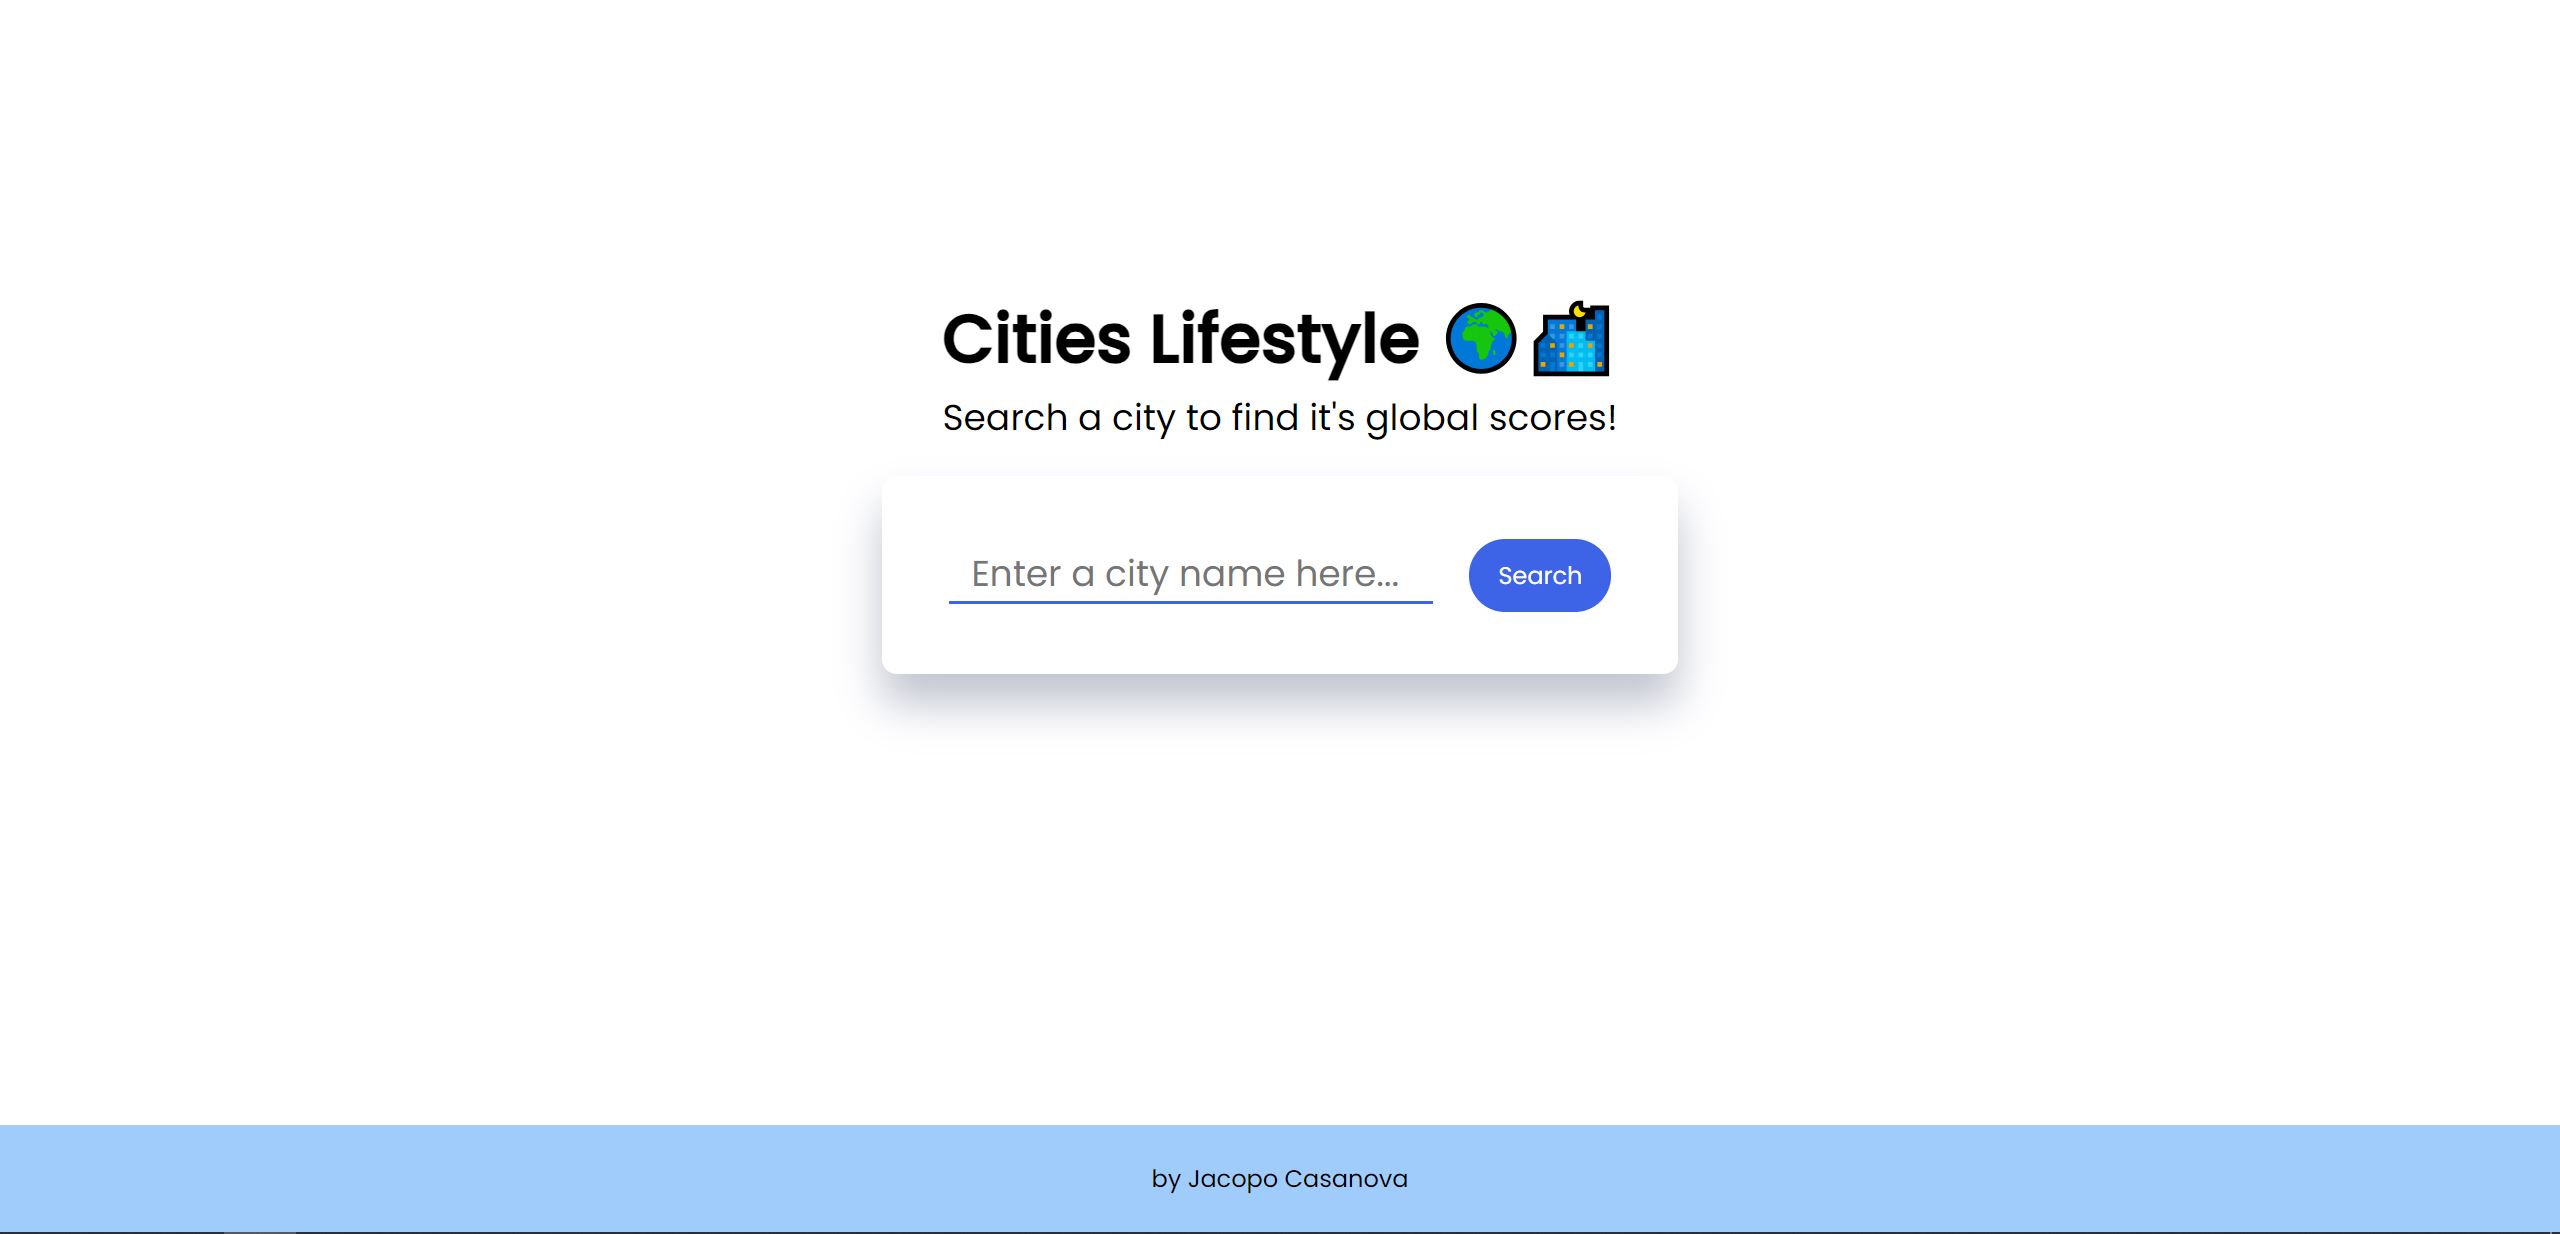 Cities Lifestyle 🌍 🌃
Search a city to find it's global scores!
Enter a city name here...
Search
by Jacopo Casanova